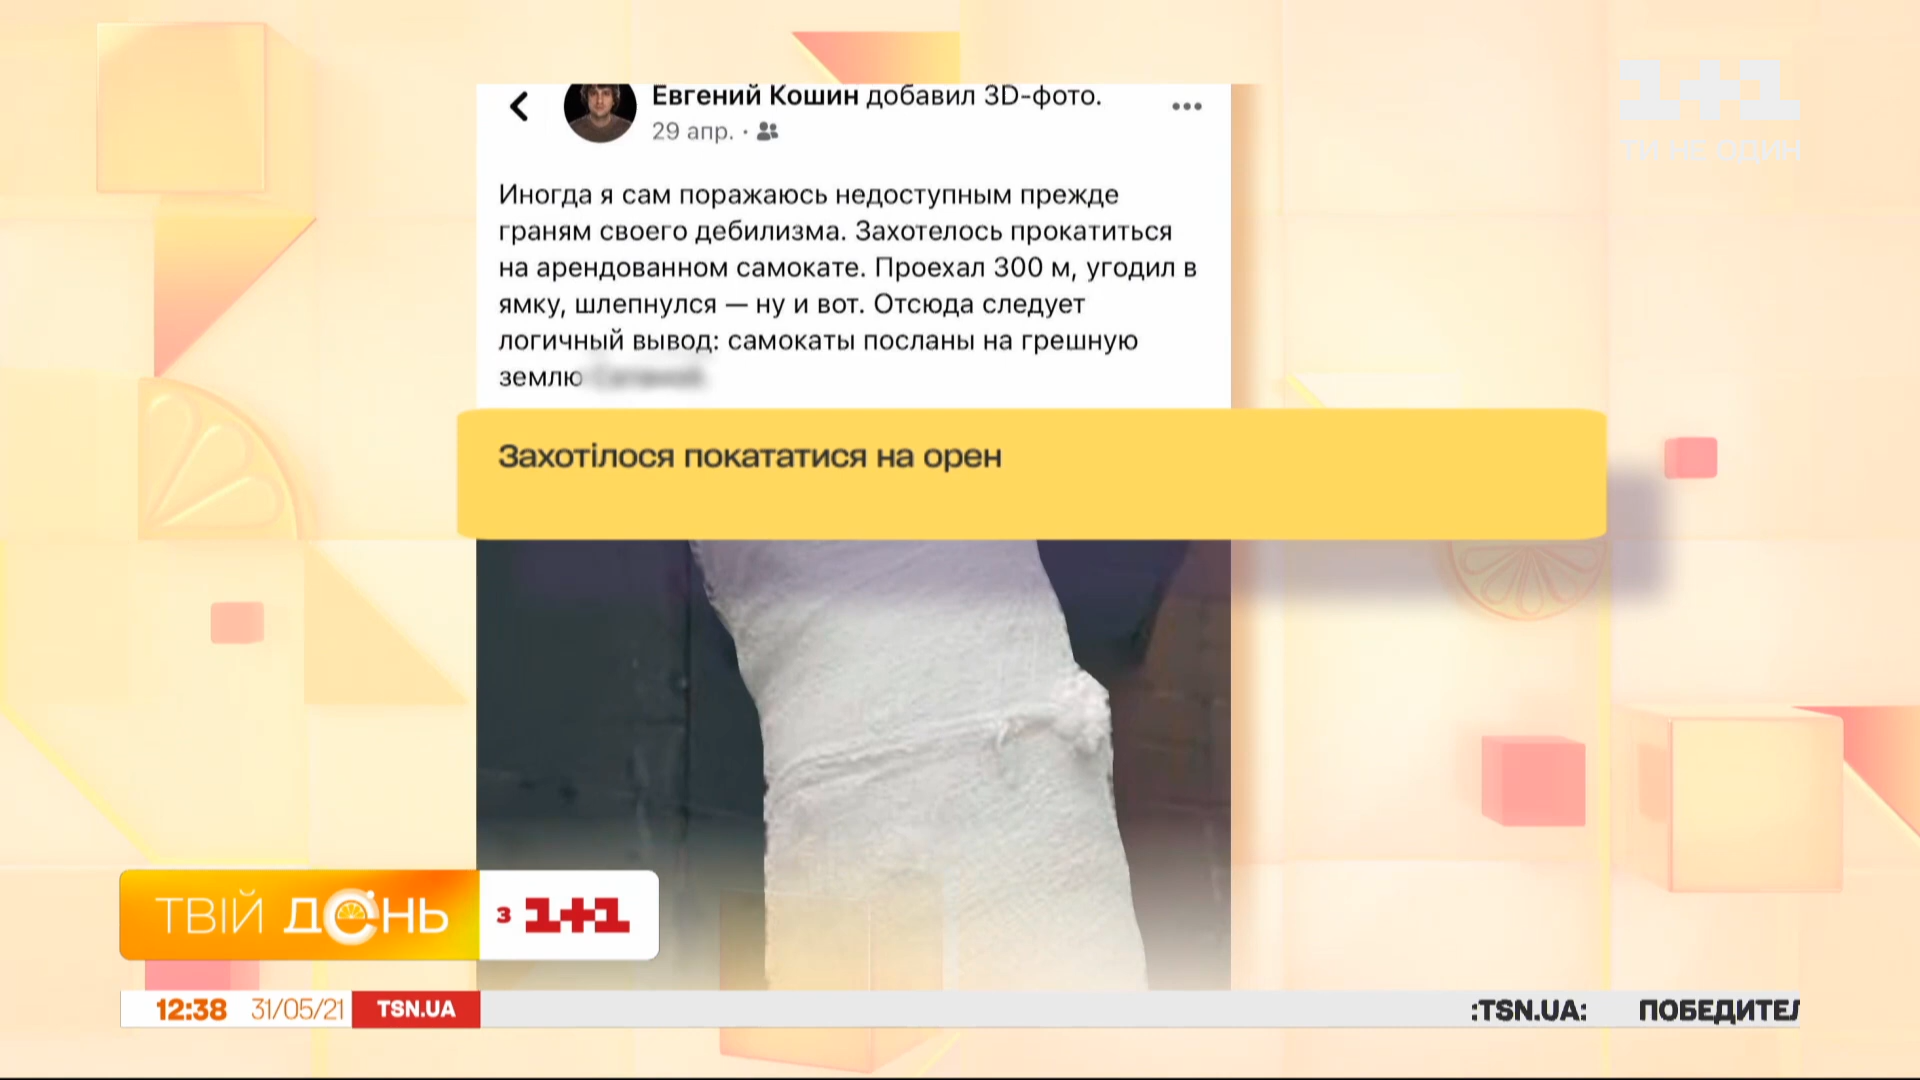 Евгений Кошин добавил 3D-фото.
29 апр. ·
Иногда я сам поражаюсь недоступным прежде
граням своего дебилизма. Захотелось прокатиться
на арендованном самокате. Проехал 300 м, угодил в
ямку, шлепнулся — ну и вот. Отсюда следует
логичный вывод: самокаты посланы на грешную
землю
Захотілося покататися на орен
1+1
ТИ НЕ ОДИН
ТВІЙ ДЕНЬ
з 1+1
12:38 31/05/21 TSN.UA :TSN.UA: ПОБЕДИТЕЛ